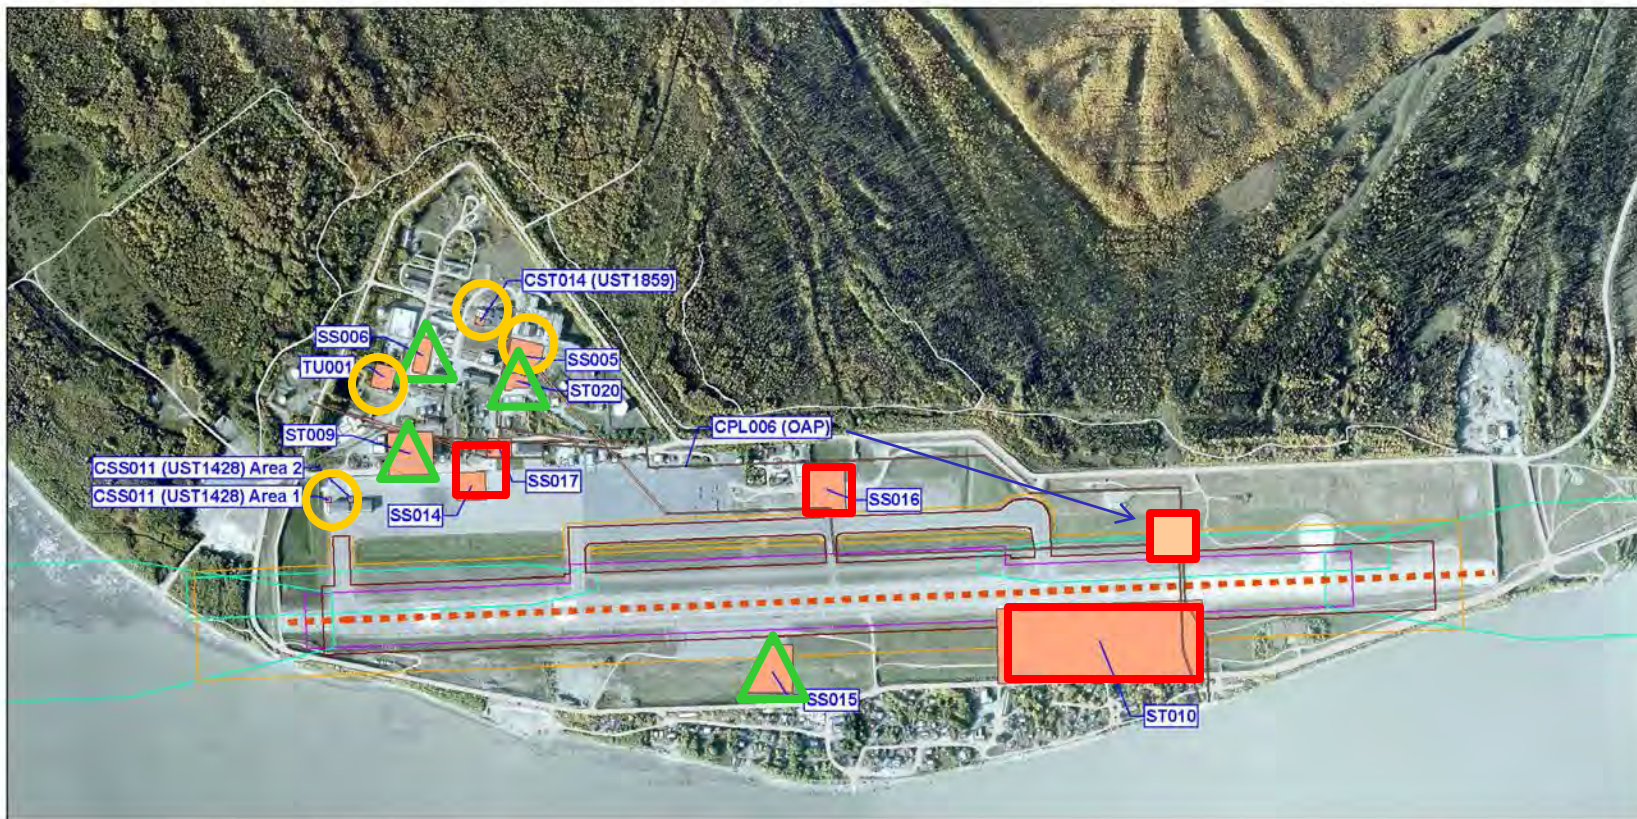 CST014 (UST1859)
SS006
SS005
TU001
ST020
CPL006 (OAP)
ST009
CSS011 (UST1428) Area 2
SS017
CSS011 (UST1428) Area 1
SS016
SS014
SS015
ST010